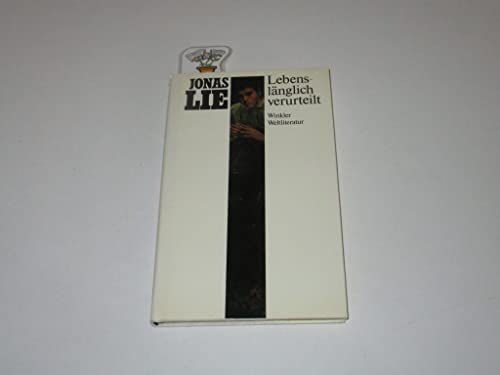 JONAS
LIE
Lebens-
länglich
verurteilt
Winkler
Weltliteratur